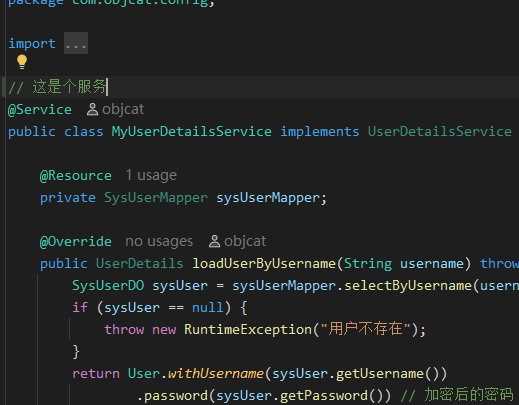 package com.objcat.config;
import ...
// 这是个服务
@Service objcat
public class MyUserDetailsService implements UserDetailsService
@Resource 1 usage
private SysUserMapper sysUserMapper;
@Override no usages objcat
public UserDetails loadUserByUsername(String username) throw
SysUserDO sysUser = sysUserMapper.selectByUsername(usern
if (sysUser == null) {
throw new RuntimeException("用户不存在");
}
return User.withUsername(sysUser.getUsername())
.password(sysUser.getPassword()) // 加密后的密码